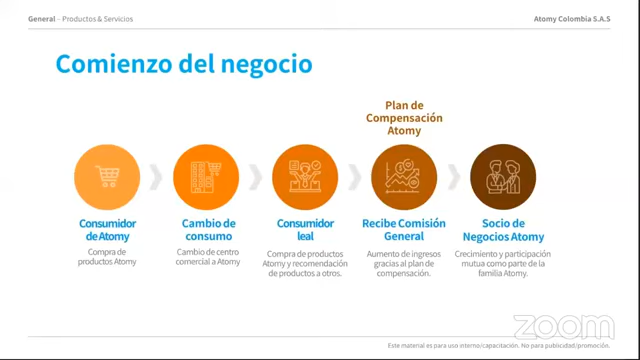 General – Productos & Servicios
Atomy Colombia S.A.S
Comienzo del negocio
Plan de
Compensación
Atomy
Consumidor
de Atomy
Compra de
productos Atomy
Cambio de
consumo
Cambio de centro
comercial a Atomy
Consumidor
leal
Compra de productos
Atomy y recomendación
de productos a otros.
Recibe Comisión
General
Aumento de ingresos
gracias al plan de
compensación.
Socio de
Negocios Atomy
Crecimiento y participación
mutua como parte de la
familia Atomy.
zoom
Este material es para uso interno/capacitación. No para publicidad/promoción.